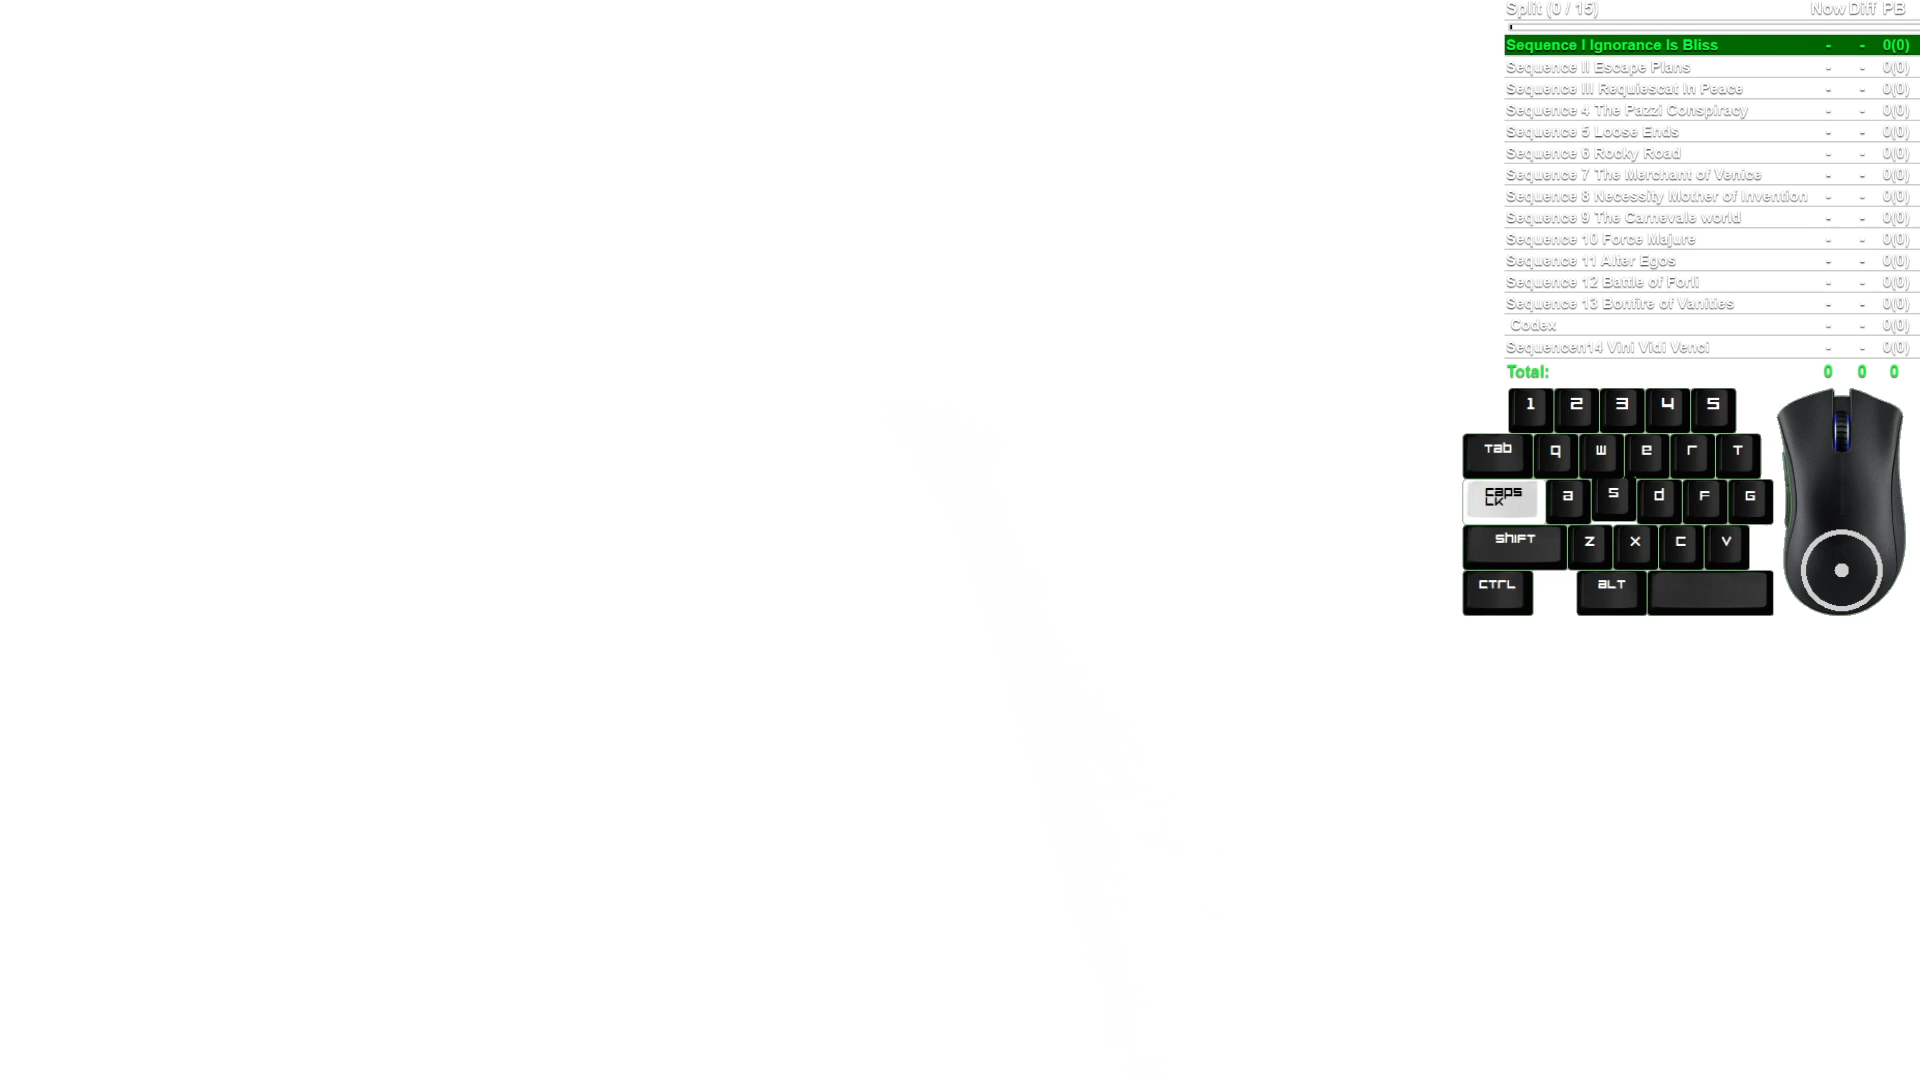 Split (0 / 15) Now Diff PB
Sequence I Ignorance Is Bliss - - 0(0)
Sequence II Escape Plans - - 0(0)
Sequence III Requiescat In Peace - - 0(0)
Sequence 4 The Pazzi Conspiracy - - 0(0)
Sequence 5 Loose Ends - - 0(0)
Sequence 6 Rocky Road - - 0(0)
Sequence 7 The Merchant of Venice - - 0(0)
Sequence 8 Necessity Mother of Invention - - 0(0)
Sequence 9 The Carnevale world - - 0(0)
Sequence 10 Force Majure - - 0(0)
Sequence 11 Alter Egos - - 0(0)
Sequence 12 Battle of Forli - - 0(0)
Sequence 13 Bonfire of Vanities - - 0(0)
Codex - - 0(0)
Sequencen14 Vini Vidi Venci - - 0(0)
Total: 0 0 0
1 2 3 4 5
Tab q w e r T
caps LK a s d F G
shift z x c v
CTRL aLT